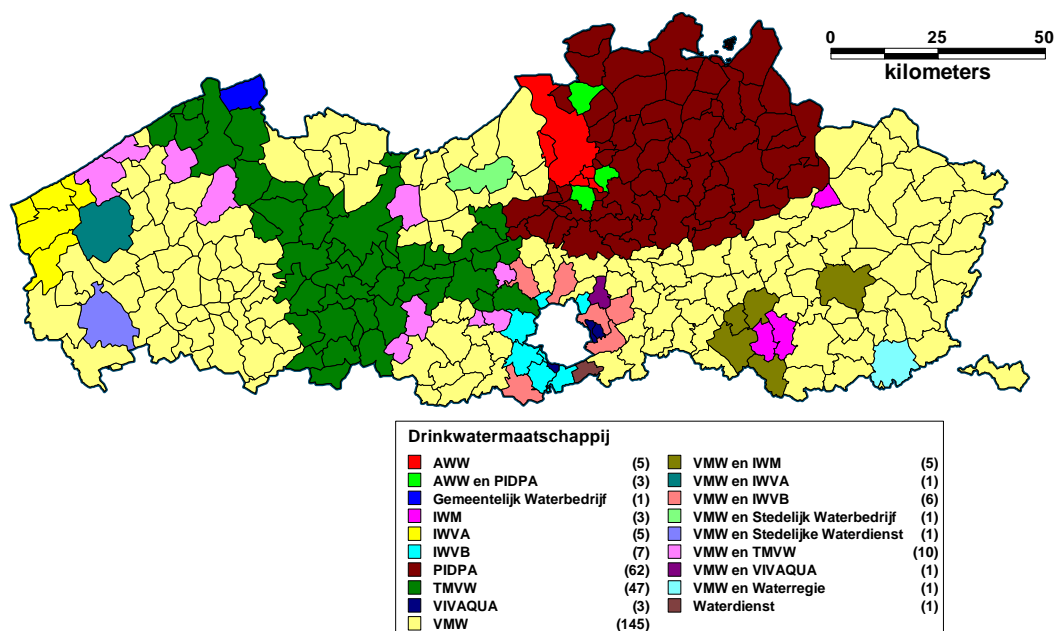 0 25 50
kilometers
Drinkwatermaatschappij
AWW (5)
AWW en PIDPA (3)
Gemeentelijk Waterbedrijf (1)
IWM (3)
IWVA (5)
IWVB (7)
PIDPA (62)
TMVW (47)
VIVAQUA (3)
VMW (145)
VMW en IWM (5)
VMW en IWVA (1)
VMW en IWVB (6)
VMW en Stedelijk Waterbedrijf (1)
VMW en Stedelijke Waterdienst (1)
VMW en TMVW (10)
VMW en VIVAQUA (1)
VMW en Waterregie (1)
Waterdienst (1)